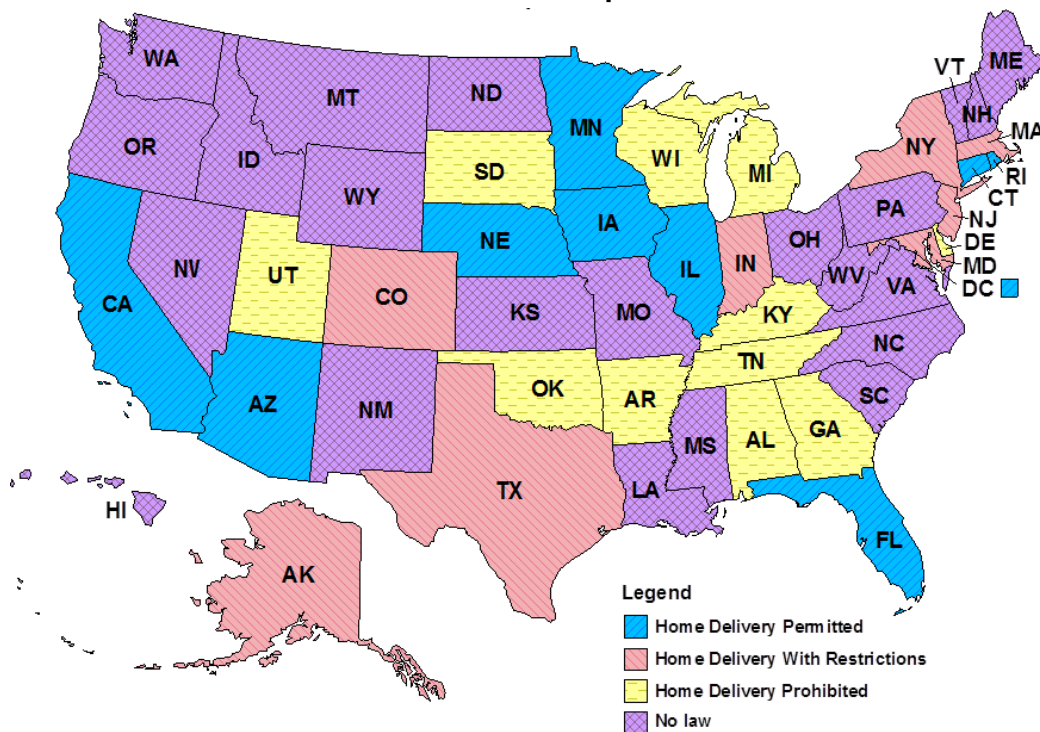 WA
MT
ND
MN
VT
ME
NH
MA
OR
ID
SD
WI
MI
NY
RI
CT
WY
IA
NE
PA
NJ
DE
MD
DC
NV
UT
CO
IL
IN
OH
WV
VA
CA
KS
MO
KY
NC
TN
AZ
NM
OK
AR
SC
MS
AL
GA
HI
TX
LA
FL
AK
Legend
Home Delivery Permitted
Home Delivery With Restrictions
Home Delivery Prohibited
No law